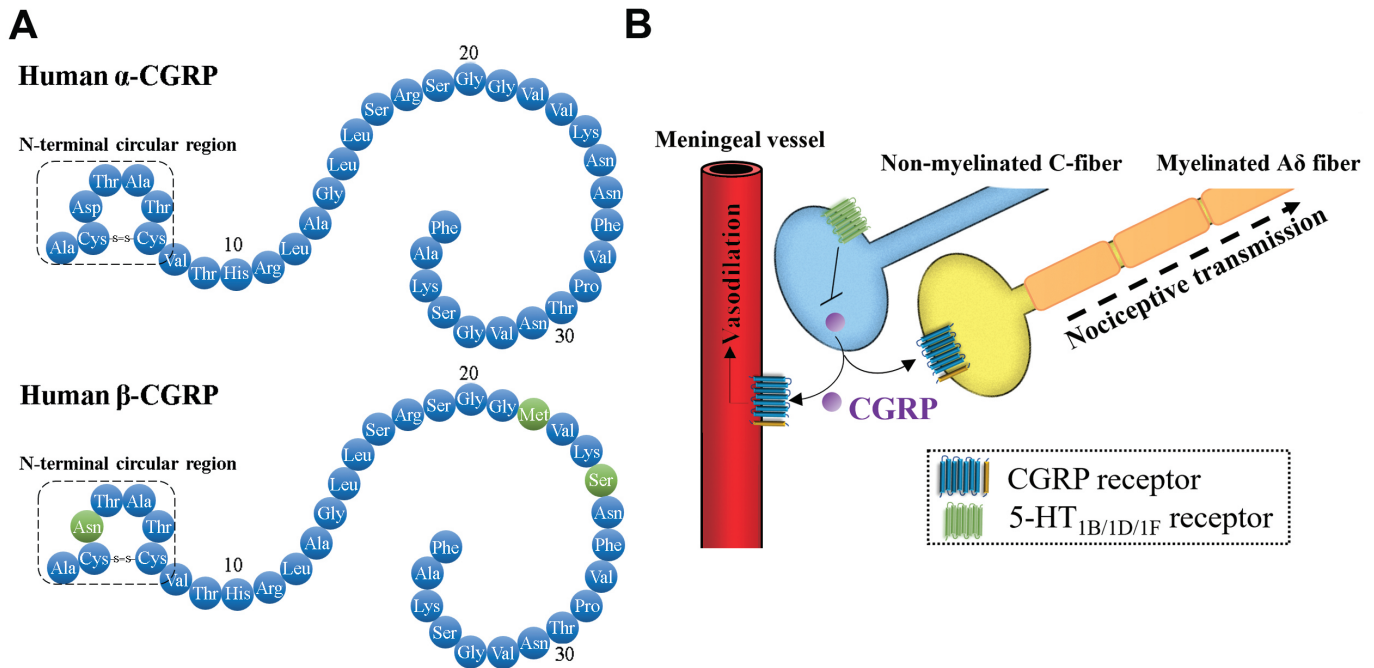 A
Human α-CGRP
N-terminal circular region
Ala Cys Asp Thr Ala Thr Cys Val Thr His Arg Leu Ala Gly Leu Leu Ser Arg Ser Gly Gly Val Val Lys Asn Asn Phe Val Pro Thr Asn Val Gly Ser Lys Ala Phe
-s=s-
10
20
30
Human β-CGRP
N-terminal circular region
Ala Cys Asn Thr Ala Thr Cys Val Thr His Arg Leu Ala Gly Leu Leu Ser Arg Ser Gly Gly Met Val Lys Ser Asn Phe Val Pro Thr Asn Val Gly Ser Lys Ala Phe
-s=s-
10
20
30
B
Meningeal vessel
Non-myelinated C-fiber
Myelinated Aδ fiber
Vasodilation
Nociceptive transmission
CGRP
CGRP receptor
5-HT1B/1D/1F receptor